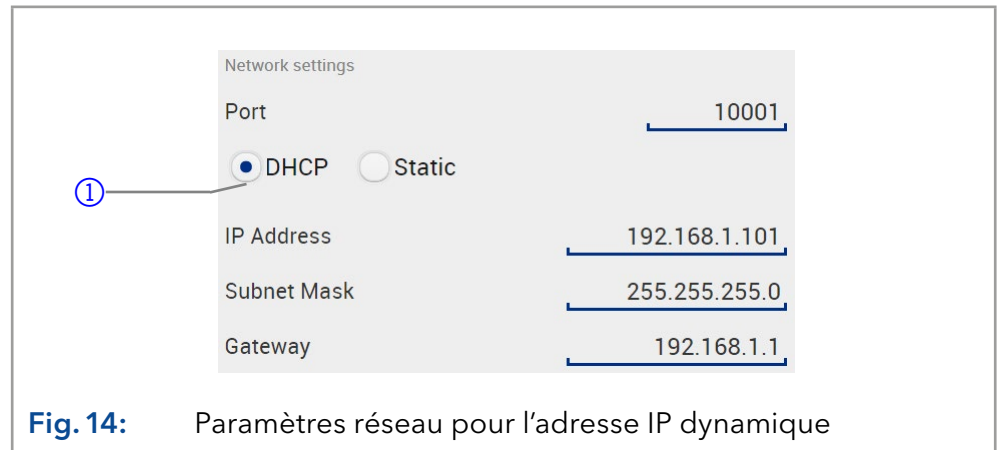 Network settings
Port 10001
DHCP Static
①
IP Address 192.168.1.101
Subnet Mask 255.255.255.0
Gateway 192.168.1.1
Fig. 14: Paramètres réseau pour l’adresse IP dynamique